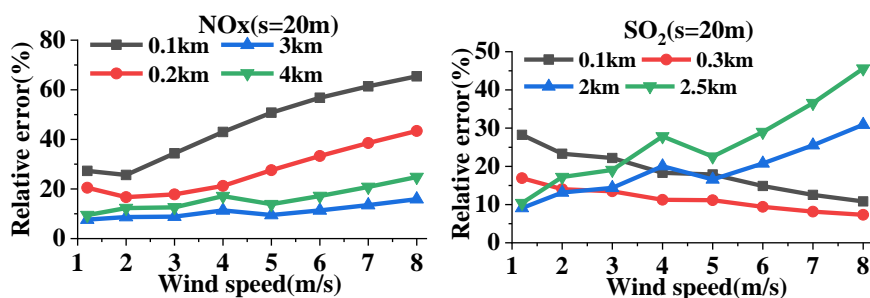 NOx(s=20m)
0.1km 3km
0.2km 4km
Relative error(%)
80
60
40
20
0
1 2 3 4 5 6 7 8
Wind speed(m/s)
SO₂(s=20m)
0.1km 0.3km
2km 2.5km
Relative error(%)
50
40
30
20
10
0
1 2 3 4 5 6 7 8
Wind speed(m/s)